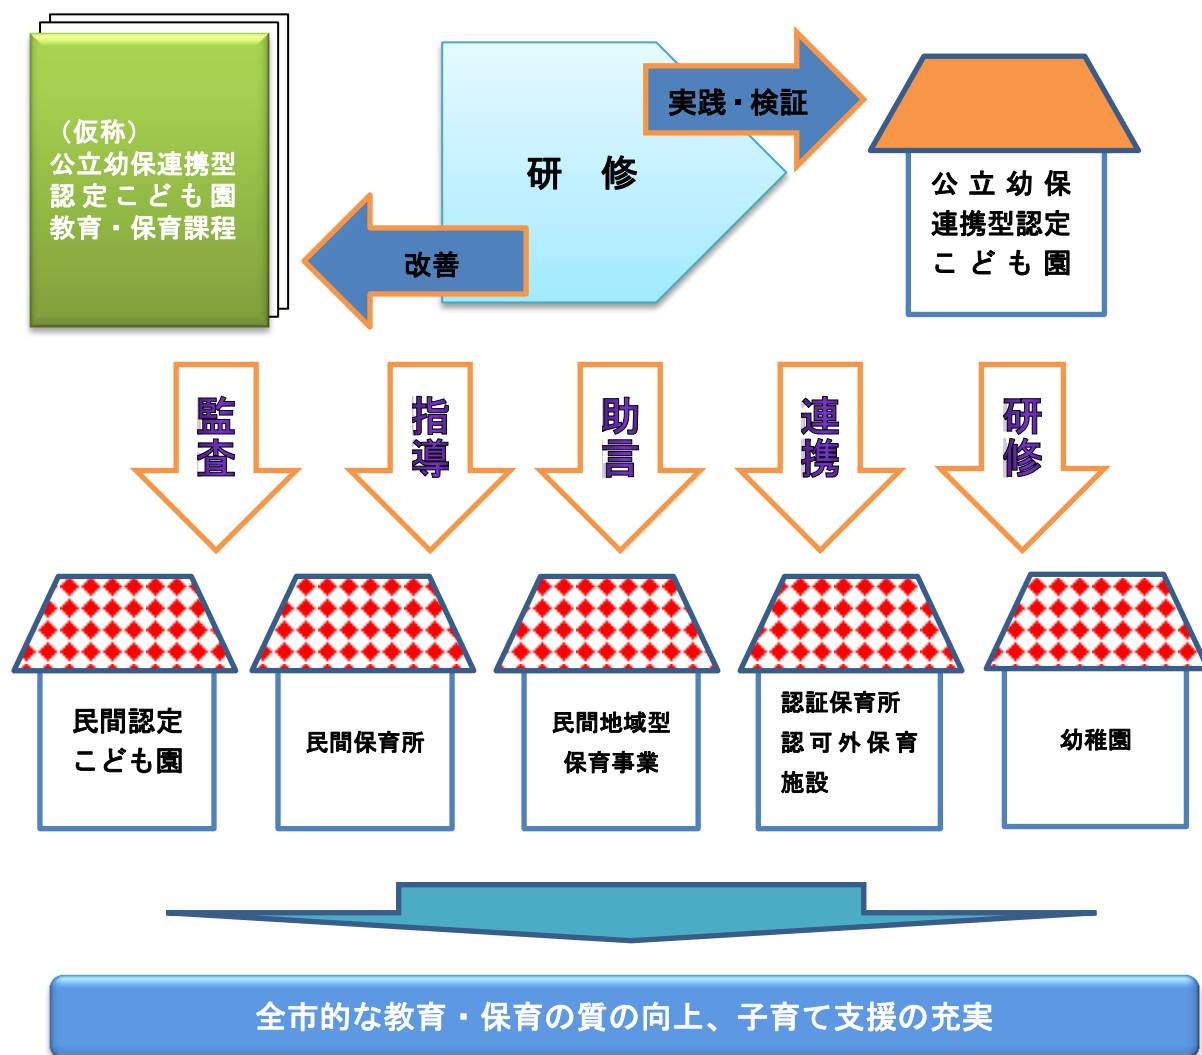 （仮称）
公立幼保連携型
認定こども園
教育・保育課程
研　修
実践・検証
改善
公立幼保
連携型認定
こども園
監査
指導
助言
連携
研修
民間認定
こども園
民間保育所
民間地域型
保育事業
認証保育所
認可外保育
施設
幼稚園
全市的な教育・保育の質の向上、子育て支援の充実